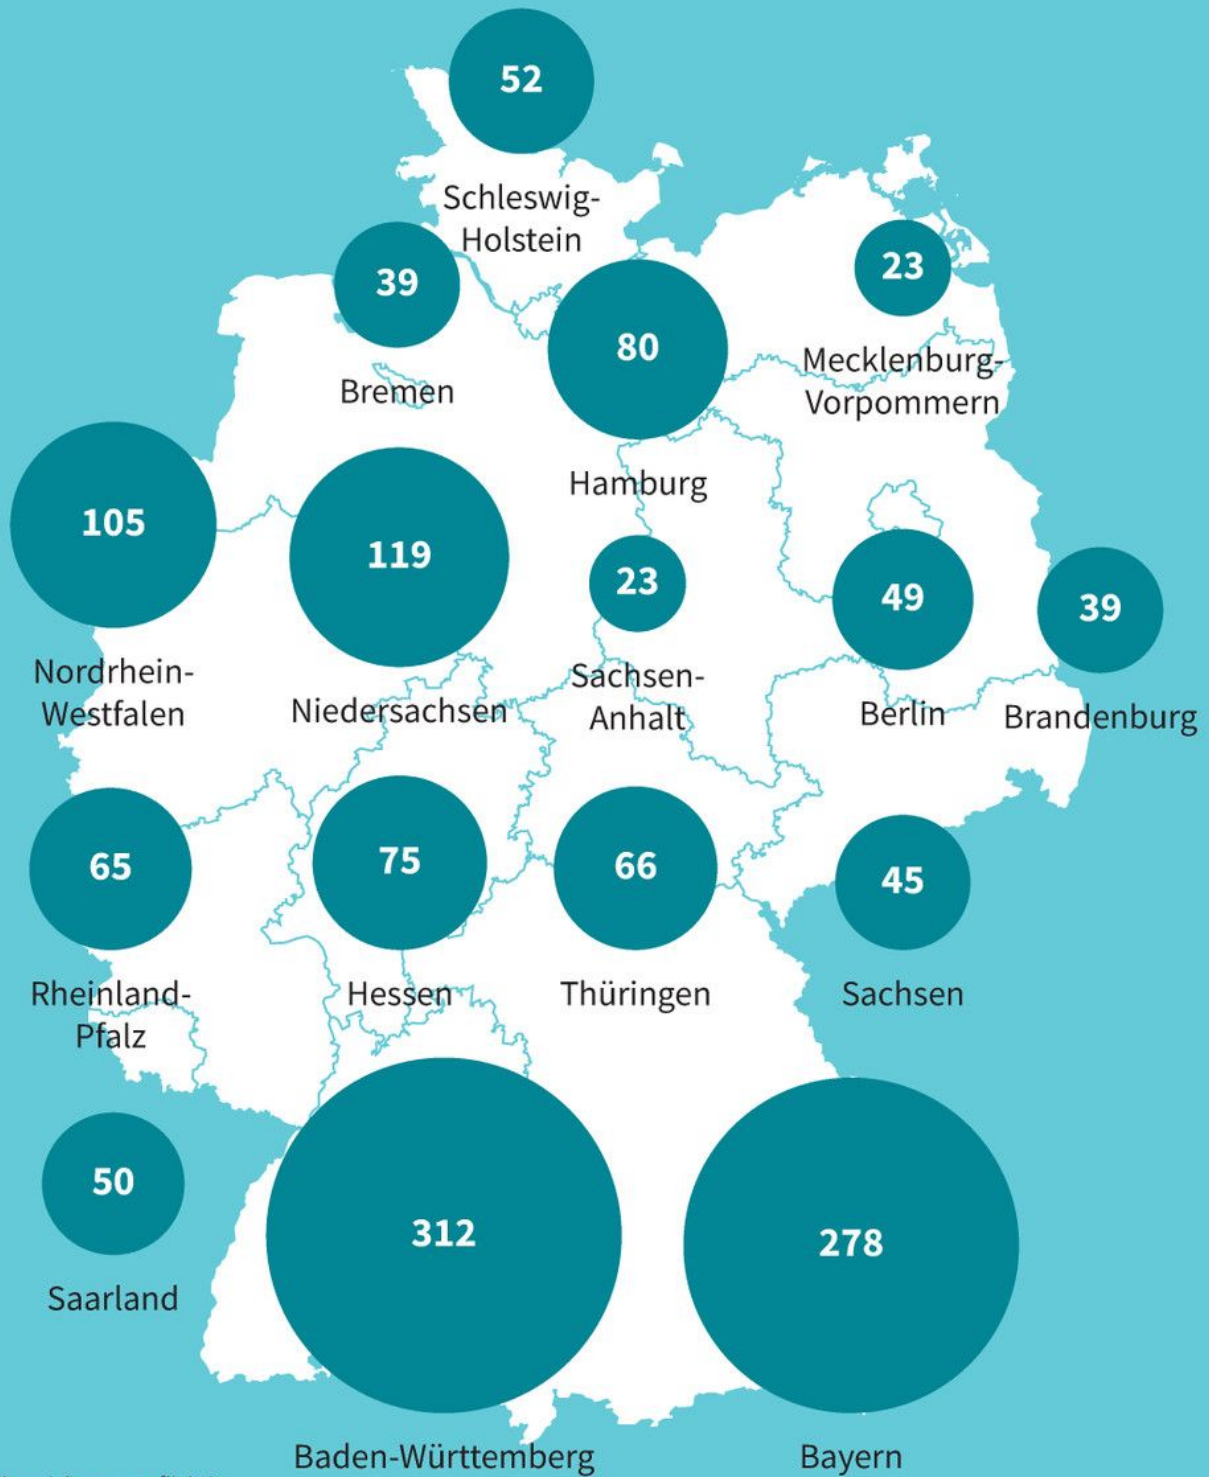 52
Schleswig-
Holstein
39
Bremen
80
Hamburg
23
Mecklenburg-
Vorpommern
105
Nordrhein-
Westfalen
119
Niedersachsen
23
Sachsen-
Anhalt
49
Berlin
39
Brandenburg
65
Rheinland-
Pfalz
75
Hessen
66
Thüringen
45
Sachsen
50
Saarland
312
Baden-Württemberg
278
Bayern